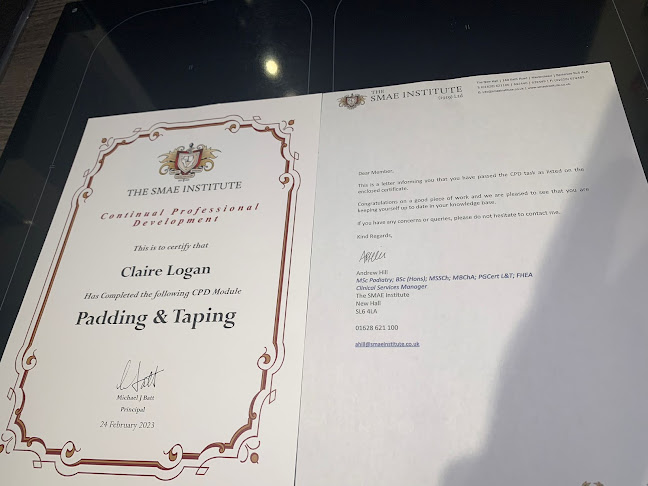 THE SMAE INSTITUTE
Continual Professional
Development
This is to certify that
Claire Logan
Has Completed the following CPD Module
Padding & Taping
Michael J Batt
Principal
24 February 2023
THE
SMAE INSTITUTE
Dear Member,
This is a letter informing you that you have passed the CPD task as listed on the
enclosed certificate.
Congratulations on a good piece of work and we are pleased to see that you are
keeping yourself up to date in your knowledge base.
If you have any concerns or queries, please do not hesitate to contact me.
Kind Regards,
Andrew Hill
MSc Podiatry; BSc (Hons); MSSCh; MBChA; PGCert L&T; FHEA
Clinical Services Manager
The SMAE Institute
New Hall
SL6 4LA
01628 621 100
ahill@smaeinstitute.co.uk